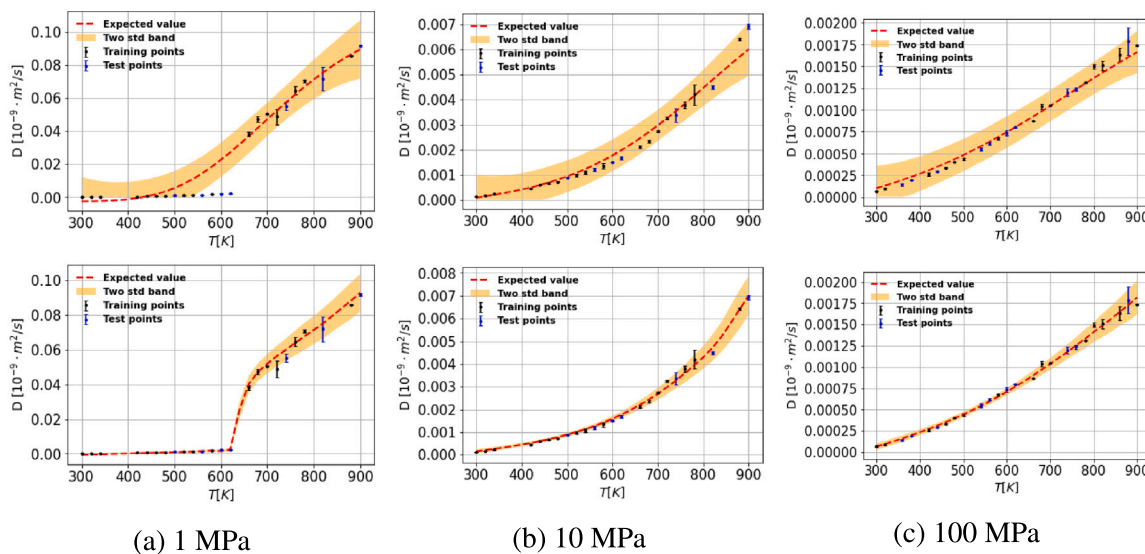 0.10
0.08
0.06
0.04
0.02
0.00
D [10⁻⁹ · m²/s]
Expected value
Two std band
Training points
Test points
300 400 500 600 700 800 900
T[K]
0.007
0.006
0.005
0.004
0.003
0.002
0.001
0.000
D [10⁻⁹ · m²/s]
Expected value
Two std band
Training points
Test points
300 400 500 600 700 800 900
T[K]
0.00200
0.00175
0.00150
0.00125
0.00100
0.00075
0.00050
0.00025
0.00000
D [10⁻⁹ · m²/s]
Expected value
Two std band
Training points
Test points
300 400 500 600 700 800 900
T[K]
0.10
0.08
0.06
0.04
0.02
0.00
D [10⁻⁹ · m²/s]
Expected value
Two std band
Training points
Test points
300 400 500 600 700 800 900
T[K]
0.008
0.007
0.006
0.005
0.004
0.003
0.002
0.001
0.000
D [10⁻⁹ · m²/s]
Expected value
Two std band
Training points
Test points
300 400 500 600 700 800 900
T[K]
0.00200
0.00175
0.00150
0.00125
0.00100
0.00075
0.00050
0.00025
0.00000
D [10⁻⁹ · m²/s]
Expected value
Two std band
Training points
Test points
300 400 500 600 700 800 900
T[K]
(a) 1 MPa
(b) 10 MPa
(c) 100 MPa